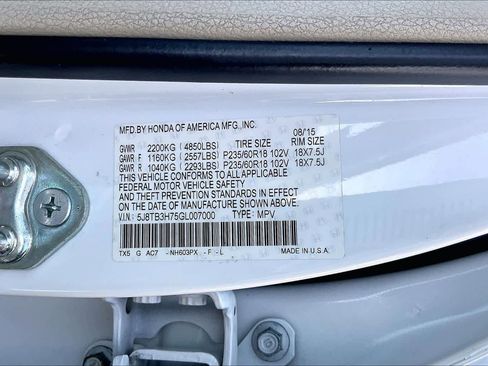 MFD.BY HONDA OF AMERICA MFG.,INC. 08/15
GVWR 2200KG (4850LBS) TIRE SIZE RIM SIZE
GAWR F 1160KG (2557LBS) P235/60R18 102V 18X7.5J
GAWR R 1040KG (2293LBS) P235/60R18 102V 18X7.5J
THIS VEHICLE CONFORMS TO ALL APPLICABLE
FEDERAL MOTOR VEHICLE SAFETY
AND THEFT PREVENTION STANDARDS IN EFFECT
ON THE DATE OF MANUFACTURE SHOWN ABOVE.
V.I.N: 5J8TB3H75GL007000 TYPE: MPV
TX5 G AC7 - NH603PX - F - L MADE IN U.S.A.